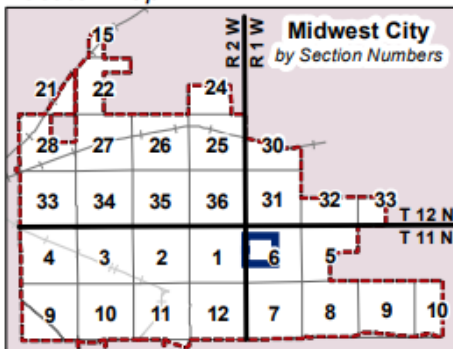 15
R 2 W
R 1 W
Midwest City
by Section Numbers
21 22 24
28 27 26 25 30
33 34 35 36 31 32 33
T 12 N
T 11 N
4 3 2 1 6 5
9 10 11 12 7 8 9 10